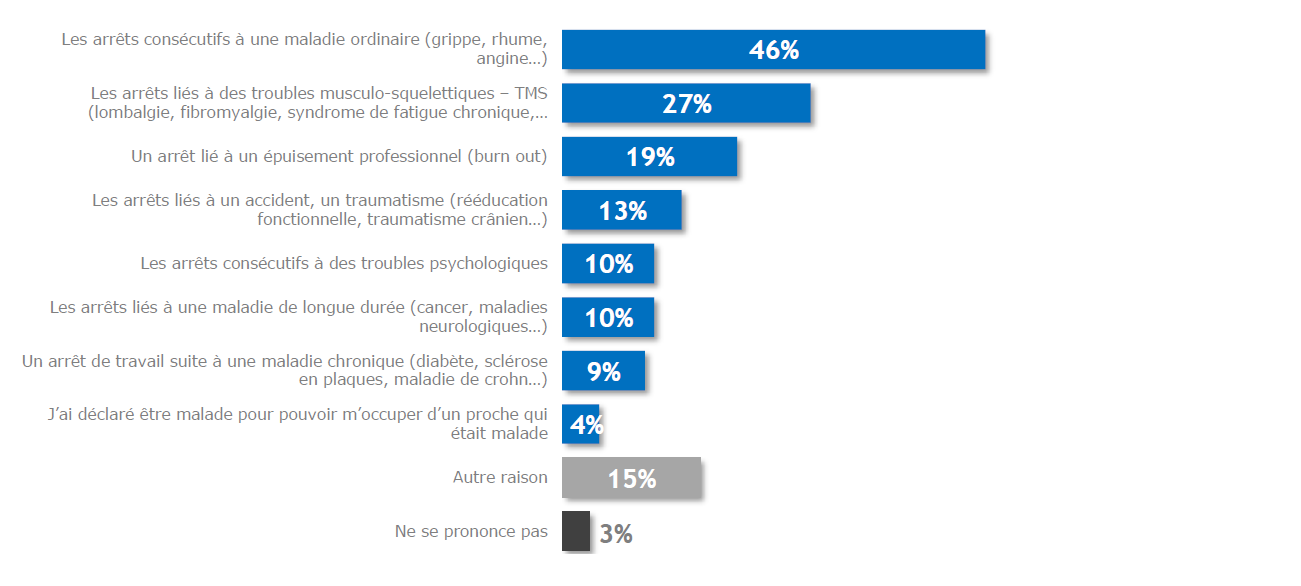 Les arrêts consécutifs à une maladie ordinaire (grippe, rhume,
angine…)
46%
Les arrêts liés à des troubles musculo-squelettiques – TMS
(lombalgie, fibromyalgie, syndrome de fatigue chronique,…
27%
Un arrêt lié à un épuisement professionnel (burn out)
19%
Les arrêts liés à un accident, un traumatisme (rééducation
fonctionnelle, traumatisme crânien…)
13%
Les arrêts consécutifs à des troubles psychologiques
10%
Les arrêts liés à une maladie de longue durée (cancer, maladies
neurologiques…)
10%
Un arrêt de travail suite à une maladie chronique (diabète, sclérose
en plaques, maladie de crohn…)
9%
J’ai déclaré être malade pour pouvoir m’occuper d’un proche qui
était malade
4%
Autre raison
15%
Ne se prononce pas
3%